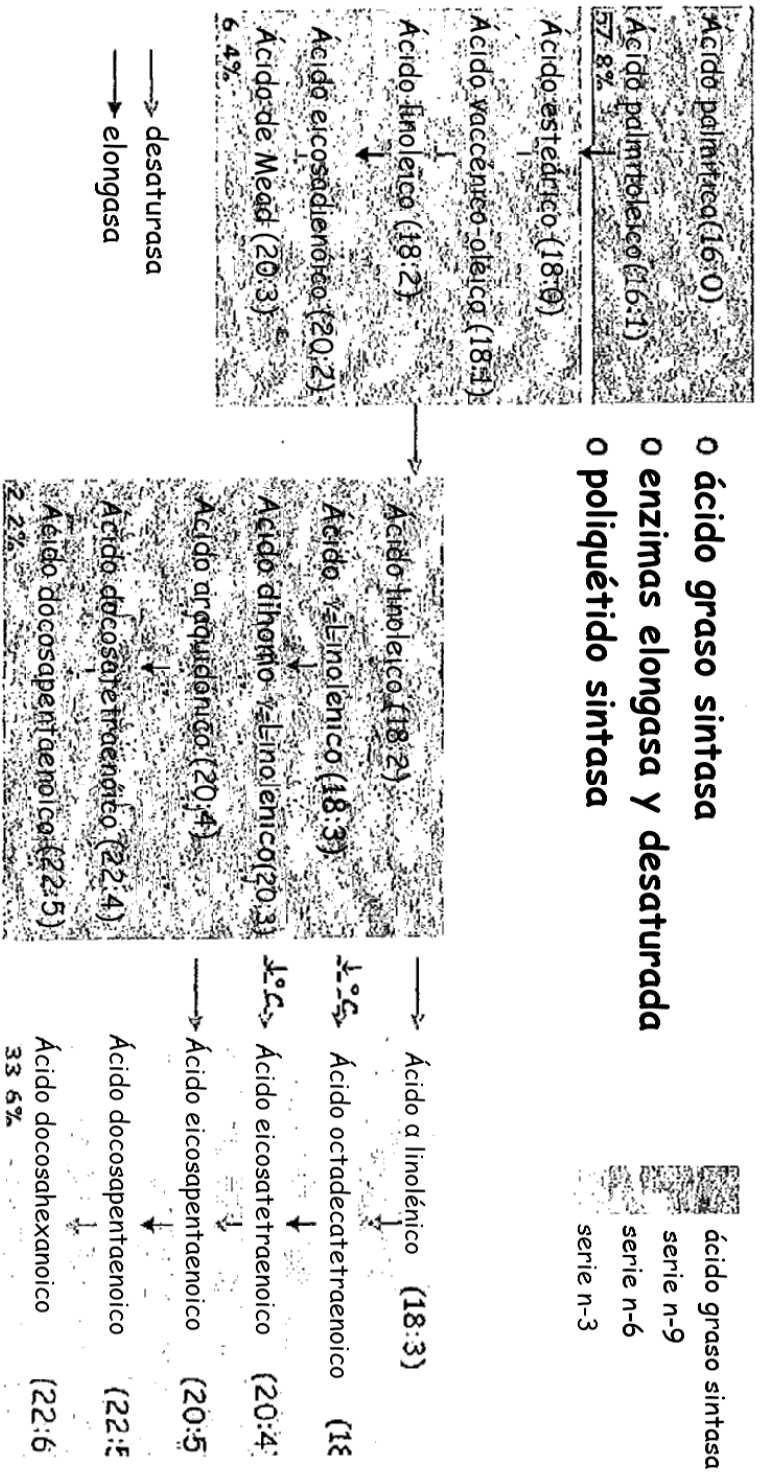 o ácido graso sintasa
o enzimas elongasa y desaturada
o poliquétido sintasa
ácido graso sintasa
serie n-9
serie n-6
serie n-3
Ácido palmítico (16:0)
Ácido palmitoleico (16:1)
57 8%
Ácido esteárico (18:0)
Ácido vaccénico-oleico (18:1)
Ácido linoleico (18:2)
Ácido eicosadienoico (20:2)
Ácido de Mead (20:3)
6 4%
desaturasa
elongasa
Ácido linoleico (18:2)
Ácido γ-Linolénico (18:3)
Ácido dihomo γ-Linolénico (20:3)
Ácido araquidónico (20:4)
Ácido docosatetraenoico (22:4)
Ácido docosapentaenoico (22:5)
2 2%
↓°C
↓°C
Ácido a linolénico (18:3)
Ácido octadecatetraenoico (18
Ácido eicosatetraenoico (20:4
Ácido eicosapentaenoico (20:5
Ácido docosapentaenoico (22:5
Ácido docosahexanoico (22:6
33 6%